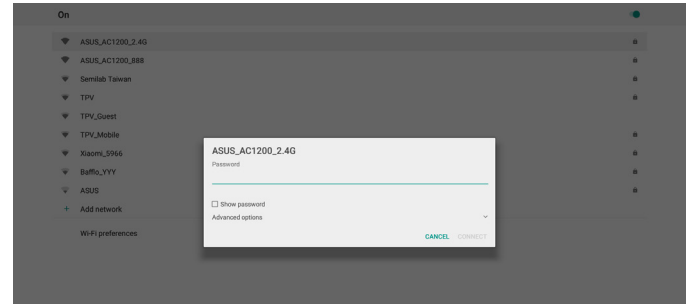 On
ASUS_AC1200_2.4G
ASUS_AC1200_888
Semilab Taiwan
TPV
TPV_Guest
TPV_Mobile
Xiaomi_5966
Bafflo_YYY
ASUS
Add network
Wi-Fi preferences
ASUS_AC1200_2.4G
Password
Show password
Advanced options
CANCEL CONNECT